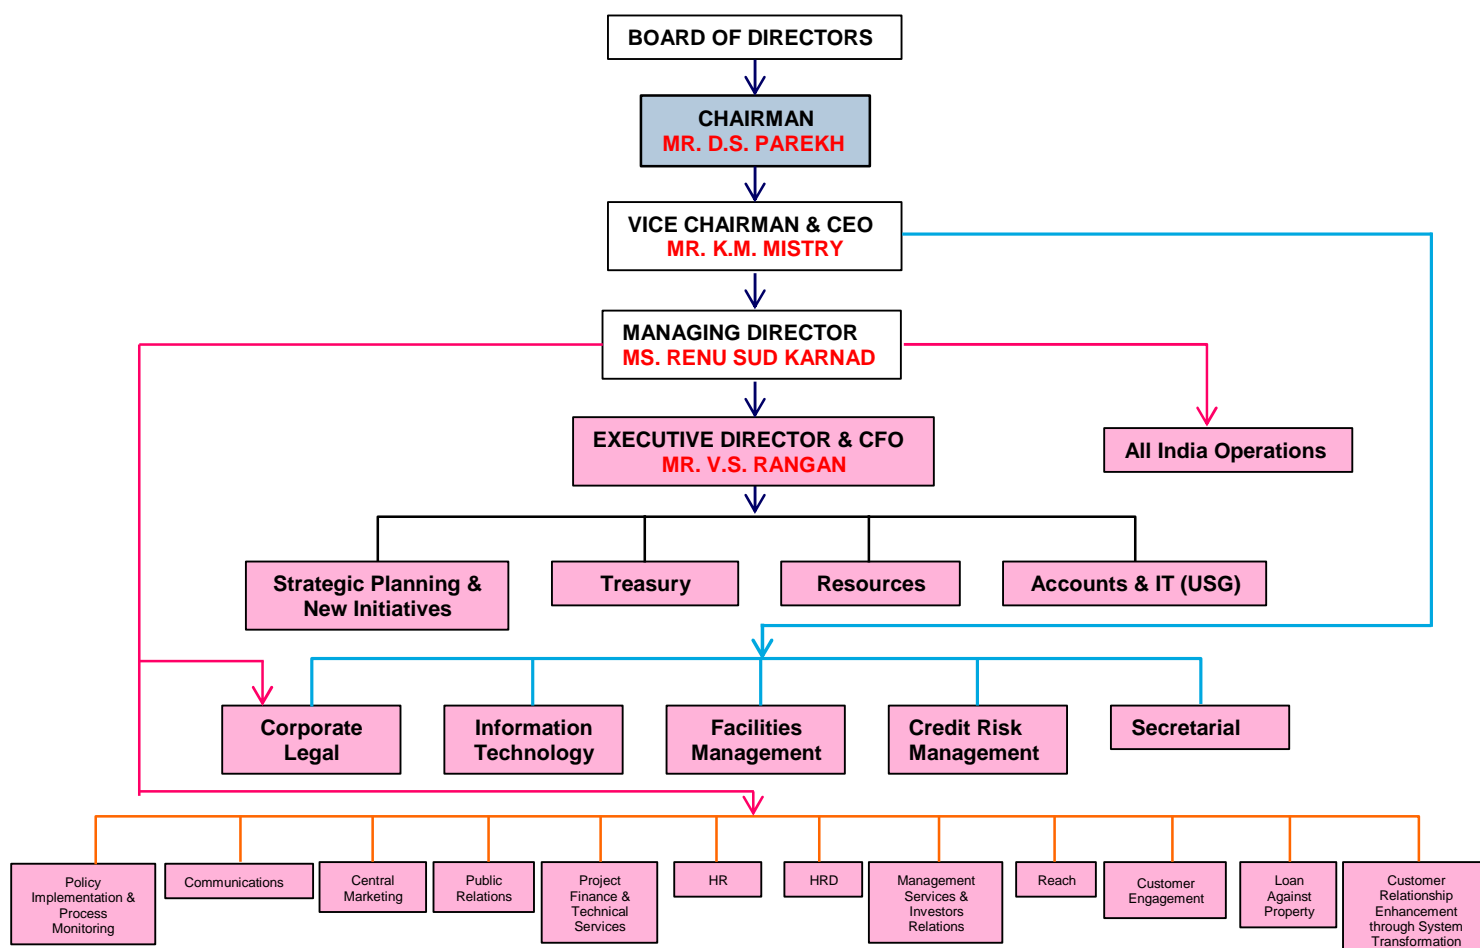 BOARD OF DIRECTORS
CHAIRMAN
MR. D.S. PAREKH
VICE CHAIRMAN & CEO
MR. K.M. MISTRY
MANAGING DIRECTOR
MS. RENU SUD KARNAD
EXECUTIVE DIRECTOR & CFO
MR. V.S. RANGAN
All India Operations
Strategic Planning &
New Initiatives
Treasury
Resources
Accounts & IT (USG)
Corporate
Legal
Information
Technology
Facilities
Management
Credit Risk
Management
Secretarial
Policy
Implementation &
Process
Monitoring
Communications
Central
Marketing
Public
Relations
Project
Finance &
Technical
Services
HR
HRD
Management
Services &
Investors
Relations
Reach
Customer
Engagement
Loan
Against
Property
Customer
Relationship
Enhancement
through System
Transformation